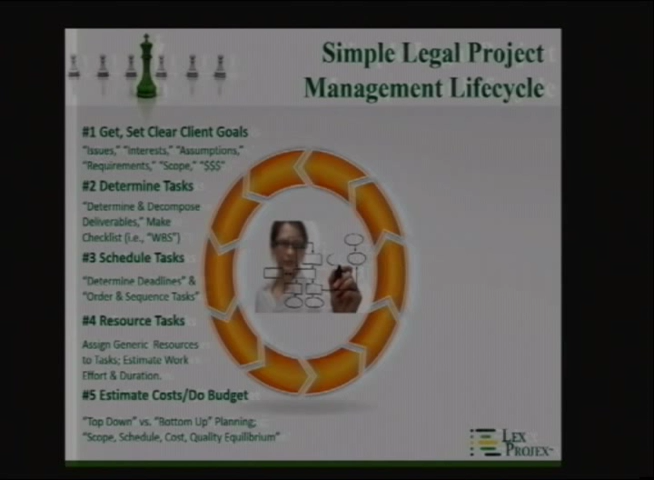 Simple Legal Project
Management Lifecycle
#1 Get, Set Clear Client Goals
"Issues," "Interests," "Assumptions,"
"Requirements," "Scope," "$$$"
#2 Determine Tasks
"Determine & Decompose
Deliverables," Make
Checklist (i.e., "WBS")
#3 Schedule Tasks
"Determine Deadlines" &
"Order & Sequence Tasks"
#4 Resource Tasks
Assign Generic Resources
to Tasks; Estimate Work
Effort & Duration.
#5 Estimate Costs/Do Budget
"Top Down" vs. "Bottom Up" Planning;
"Scope, Schedule, Cost, Quality Equilibrium"
LEX
PROJEX